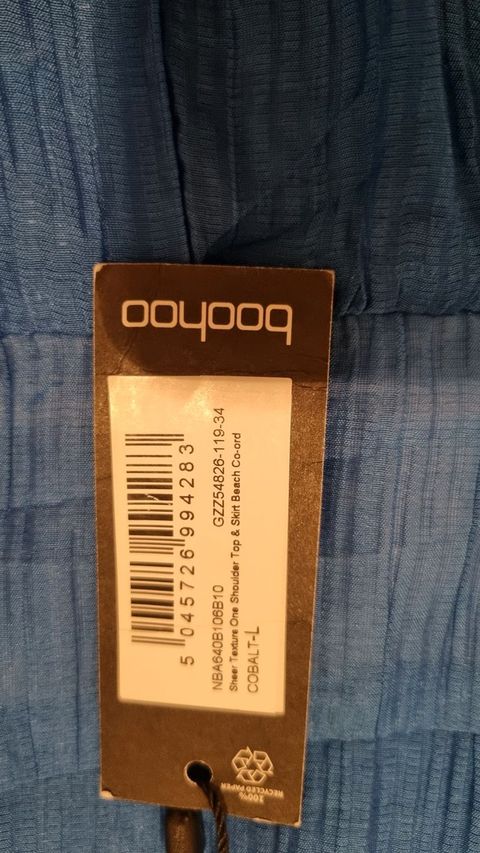 boohoo
5 045726 994283
NBA640B106B10 GZZ54826-119-34
Sheer Texture One Shoulder Top & Skirt Beach Co-ord
COBALT-L
100%
RECYCLED PAPER